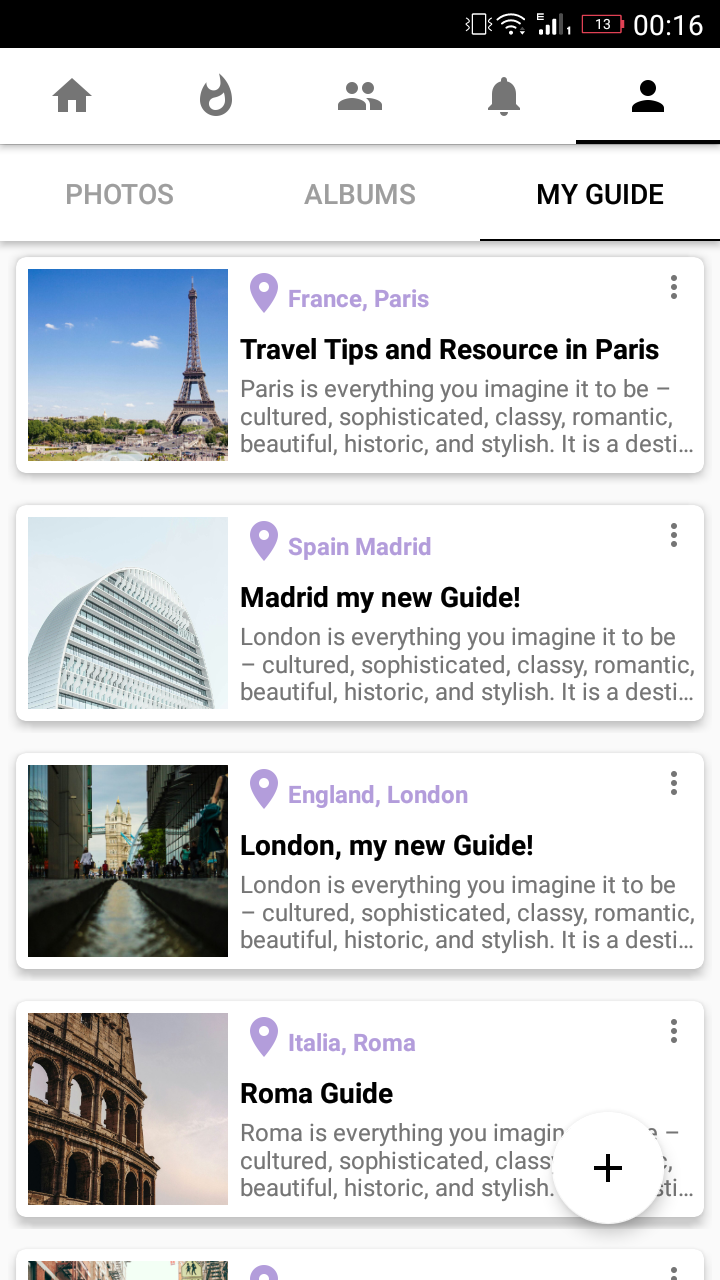 E 1 13 00:16
PHOTOS ALBUMS MY GUIDE
France, Paris
Travel Tips and Resource in Paris
Paris is everything you imagine it to be –
cultured, sophisticated, classy, romantic,
beautiful, historic, and stylish. It is a desti...
Spain Madrid
Madrid my new Guide!
London is everything you imagine it to be
– cultured, sophisticated, classy, romantic,
beautiful, historic, and stylish. It is a desti...
England, London
London, my new Guide!
London is everything you imagine it to be
– cultured, sophisticated, classy, romantic,
beautiful, historic, and stylish. It is a desti...
Italia, Roma
Roma Guide
Roma is everything you –
cultured, sophisticated,
beautiful, historic, and stylish.